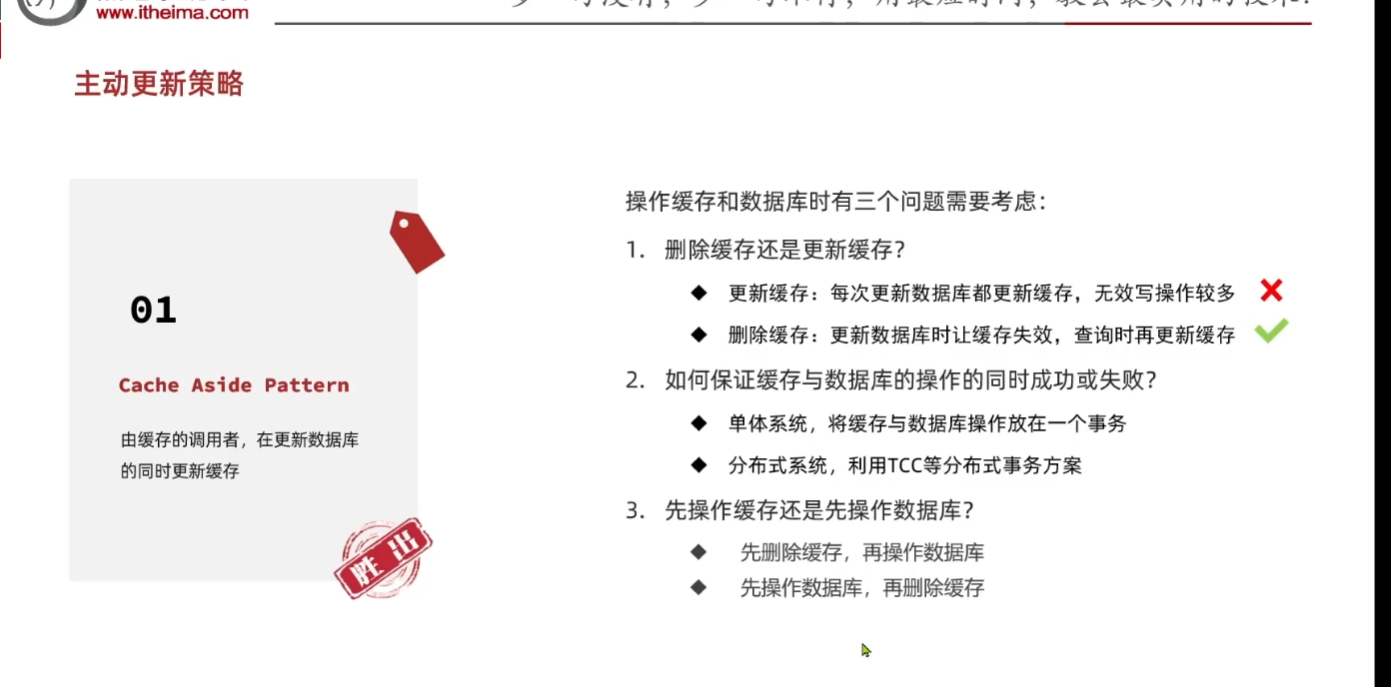 www.itheima.com
主动更新策略
01
Cache Aside Pattern
由缓存的调用者，在更新数据库
的同时更新缓存
胜出
操作缓存和数据库时有三个问题需要考虑：
1. 删除缓存还是更新缓存？
◆ 更新缓存：每次更新数据库都更新缓存，无效写操作较多
◆ 删除缓存：更新数据库时让缓存失效，查询时再更新缓存
2. 如何保证缓存与数据库的操作的同时成功或失败？
◆ 单体系统，将缓存与数据库操作放在一个事务
◆ 分布式系统，利用TCC等分布式事务方案
3. 先操作缓存还是先操作数据库？
◆ 先删除缓存，再操作数据库
◆ 先操作数据库，再删除缓存